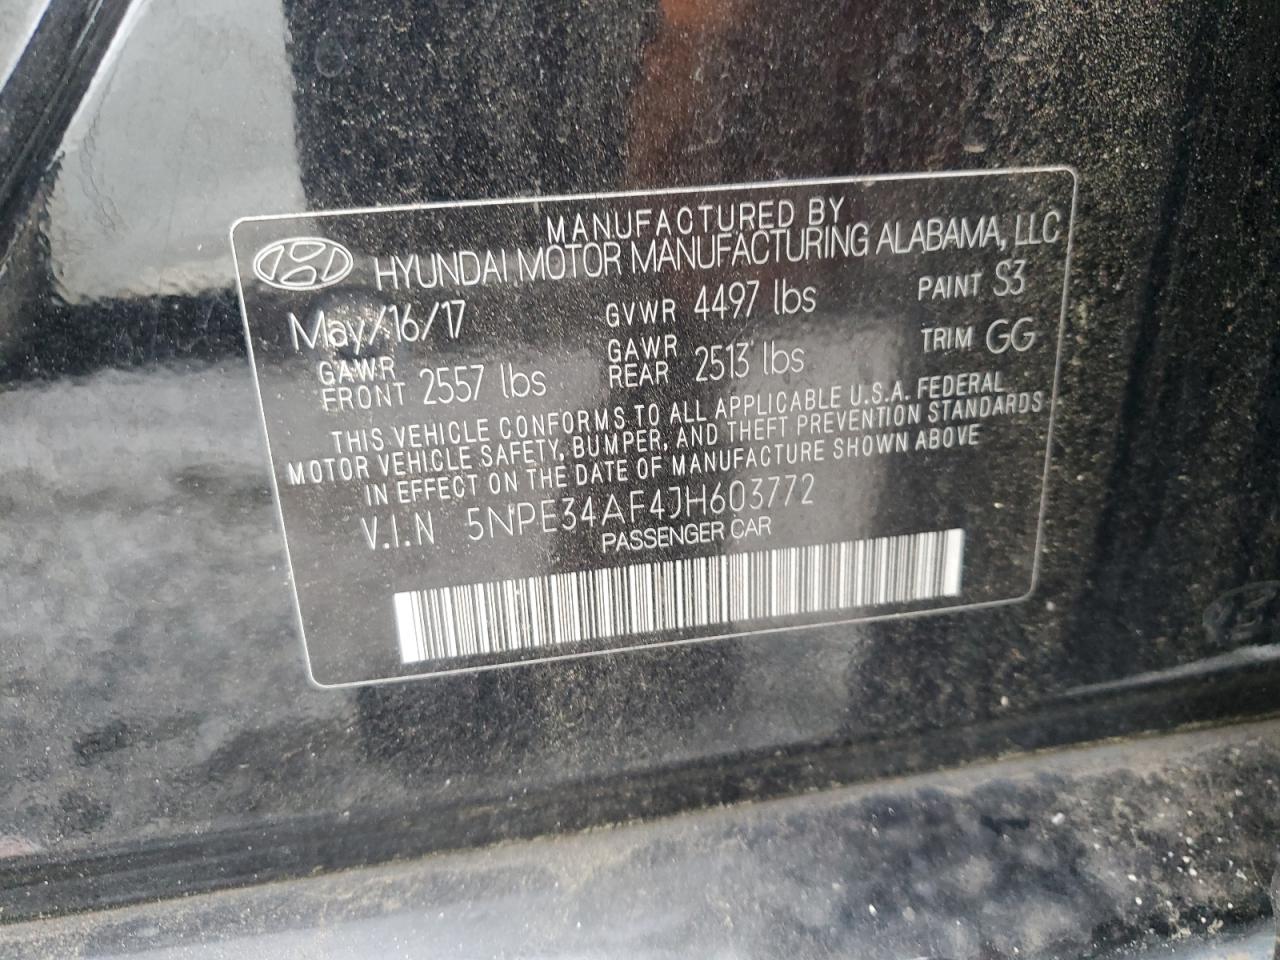 MANUFACTURED BY
HYUNDAI MOTOR MANUFACTURING ALABAMA, LLC
May/16/17 GVWR 4497 lbs PAINT S3
GAWR FRONT 2557 lbs GAWR REAR 2513 lbs TRIM GG
THIS VEHICLE CONFORMS TO ALL APPLICABLE U.S.A. FEDERAL
MOTOR VEHICLE SAFETY, BUMPER, AND THEFT PREVENTION STANDARDS
IN EFFECT ON THE DATE OF MANUFACTURE SHOWN ABOVE
V.I.N 5NPE34AF4JH603772
PASSENGER CAR